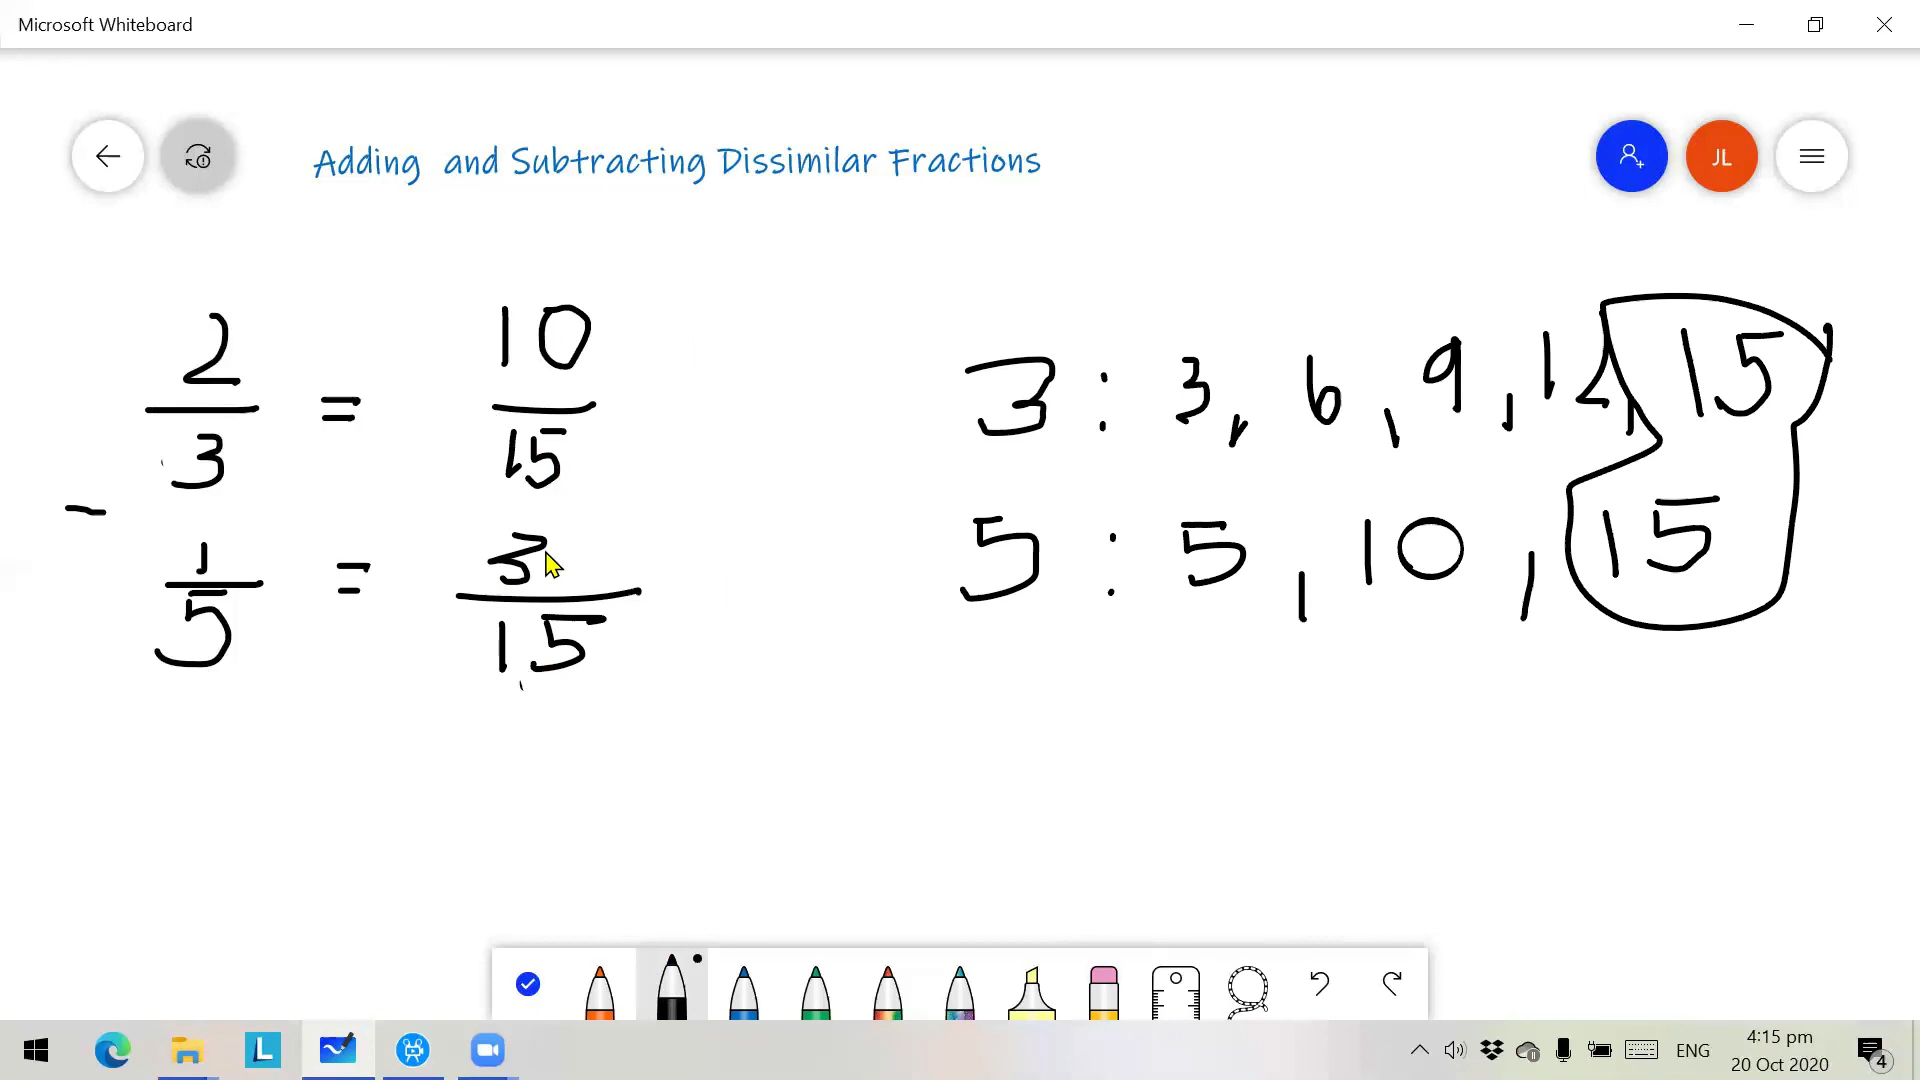 Microsoft Whiteboard
Adding and Subtracting Dissimilar Fractions
JL
2/3 = 10/15
-
1/5 = 3/15
3 : 3, 6, 9, 12, 15
5 : 5, 10, 15
L
ENG
4:15 pm
20 Oct 2020
4